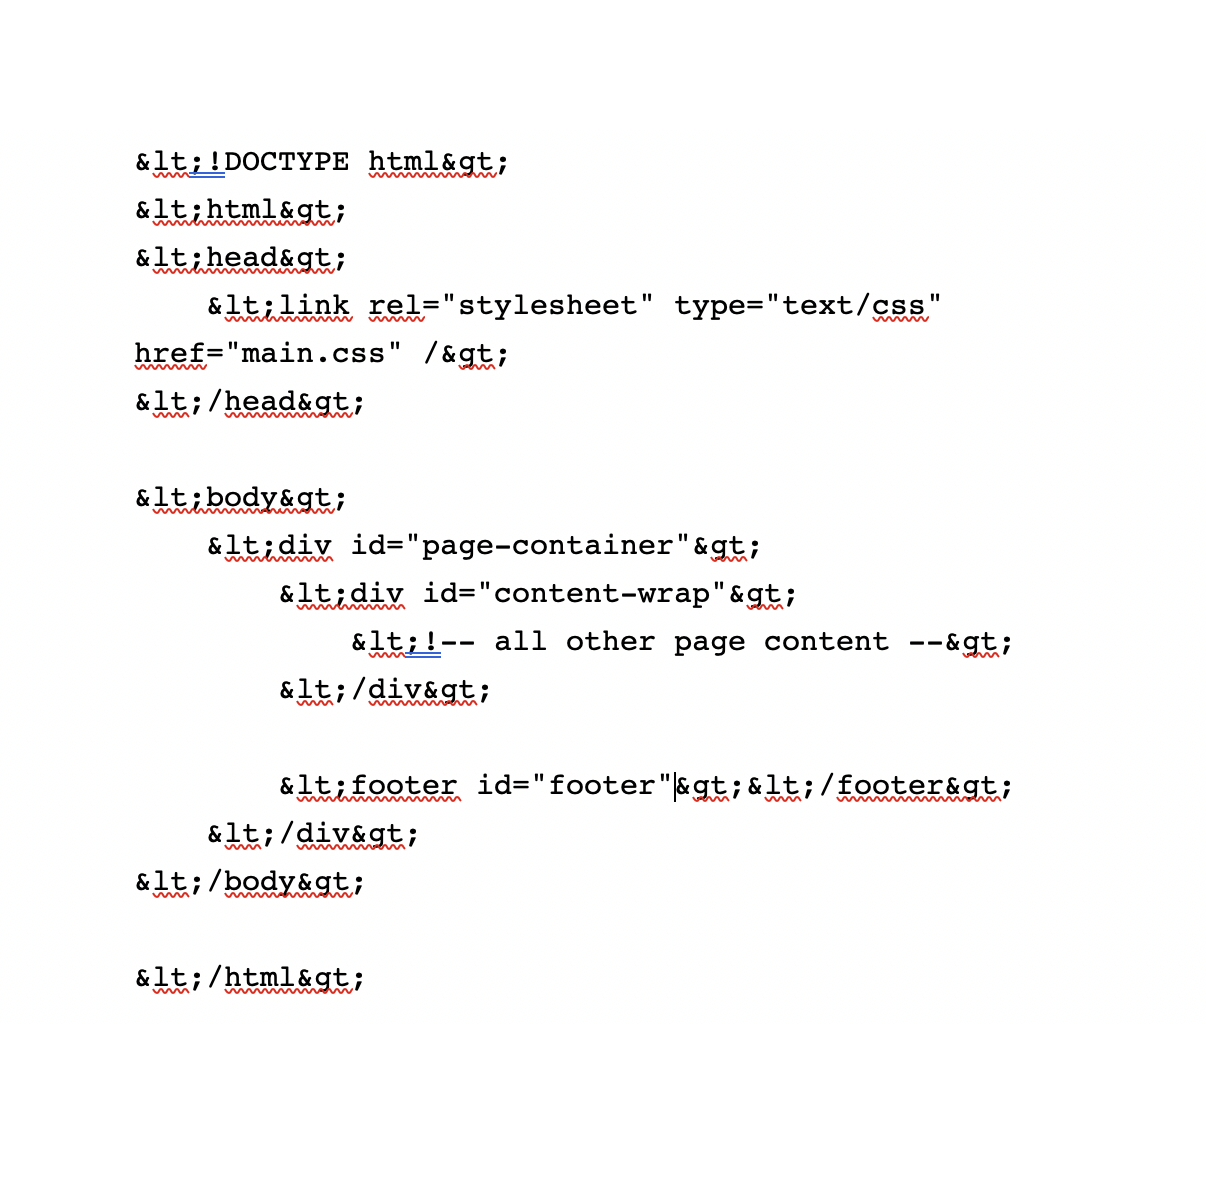 &lt;!DOCTYPE html&gt;
&lt;html&gt;
&lt;head&gt;
&lt;link rel="stylesheet" type="text/css"
href="main.css" /&gt;
&lt;/head&gt;
&lt;body&gt;
&lt;div id="page-container"&gt;
&lt;div id="content-wrap"&gt;
&lt;!-- all other page content --&gt;
&lt;/div&gt;
&lt;footer id="footer"&gt;&lt;/footer&gt;
&lt;/div&gt;
&lt;/body&gt;
&lt;/html&gt;